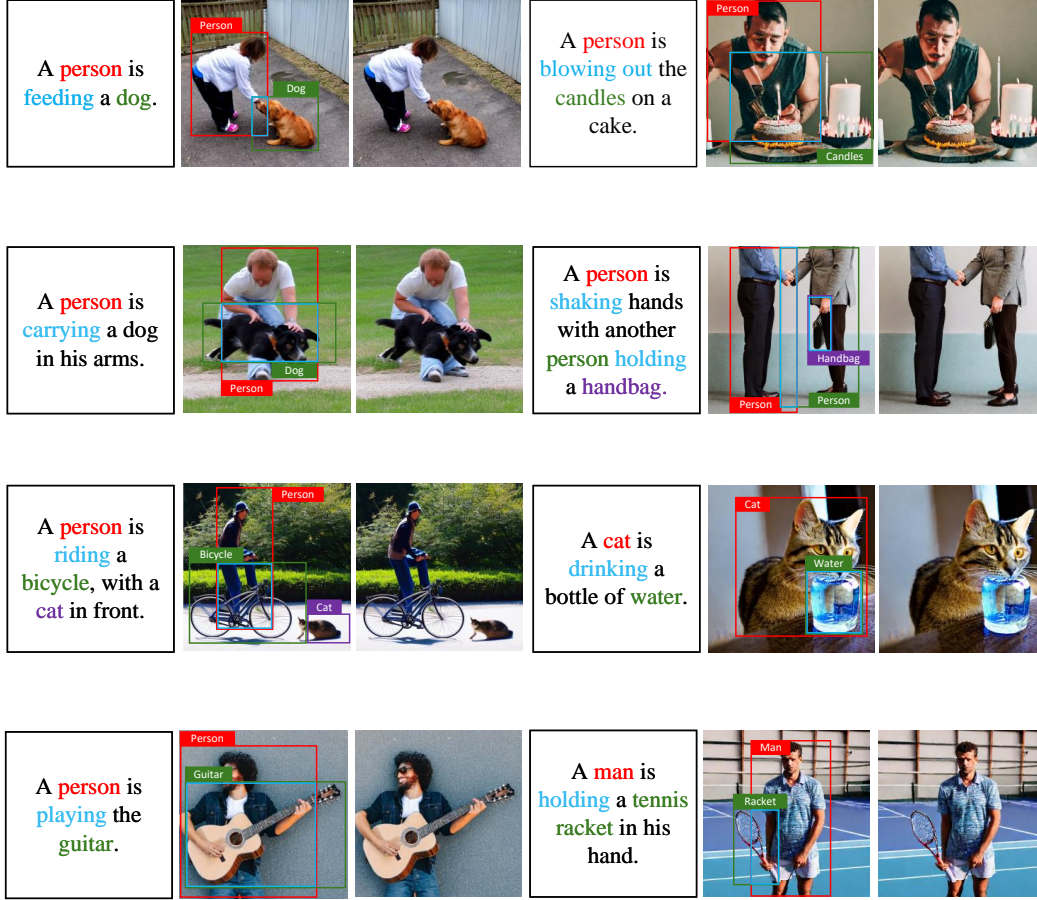 A person is
feeding a dog.
Person
Dog
A person is
blowing out the
candles on a
cake.
Person
Candles
A person is
carrying a dog
in his arms.
Dog
Person
A person is
shaking hands
with another
person holding
a handbag.
Handbag
Person
Person
A person is
riding a
bicycle, with a
cat in front.
Person
Bicycle
Cat
A cat is
drinking a
bottle of water.
Cat
Water
A person is
playing the
guitar.
Person
Guitar
A man is
holding a tennis
racket in his
hand.
Man
Racket